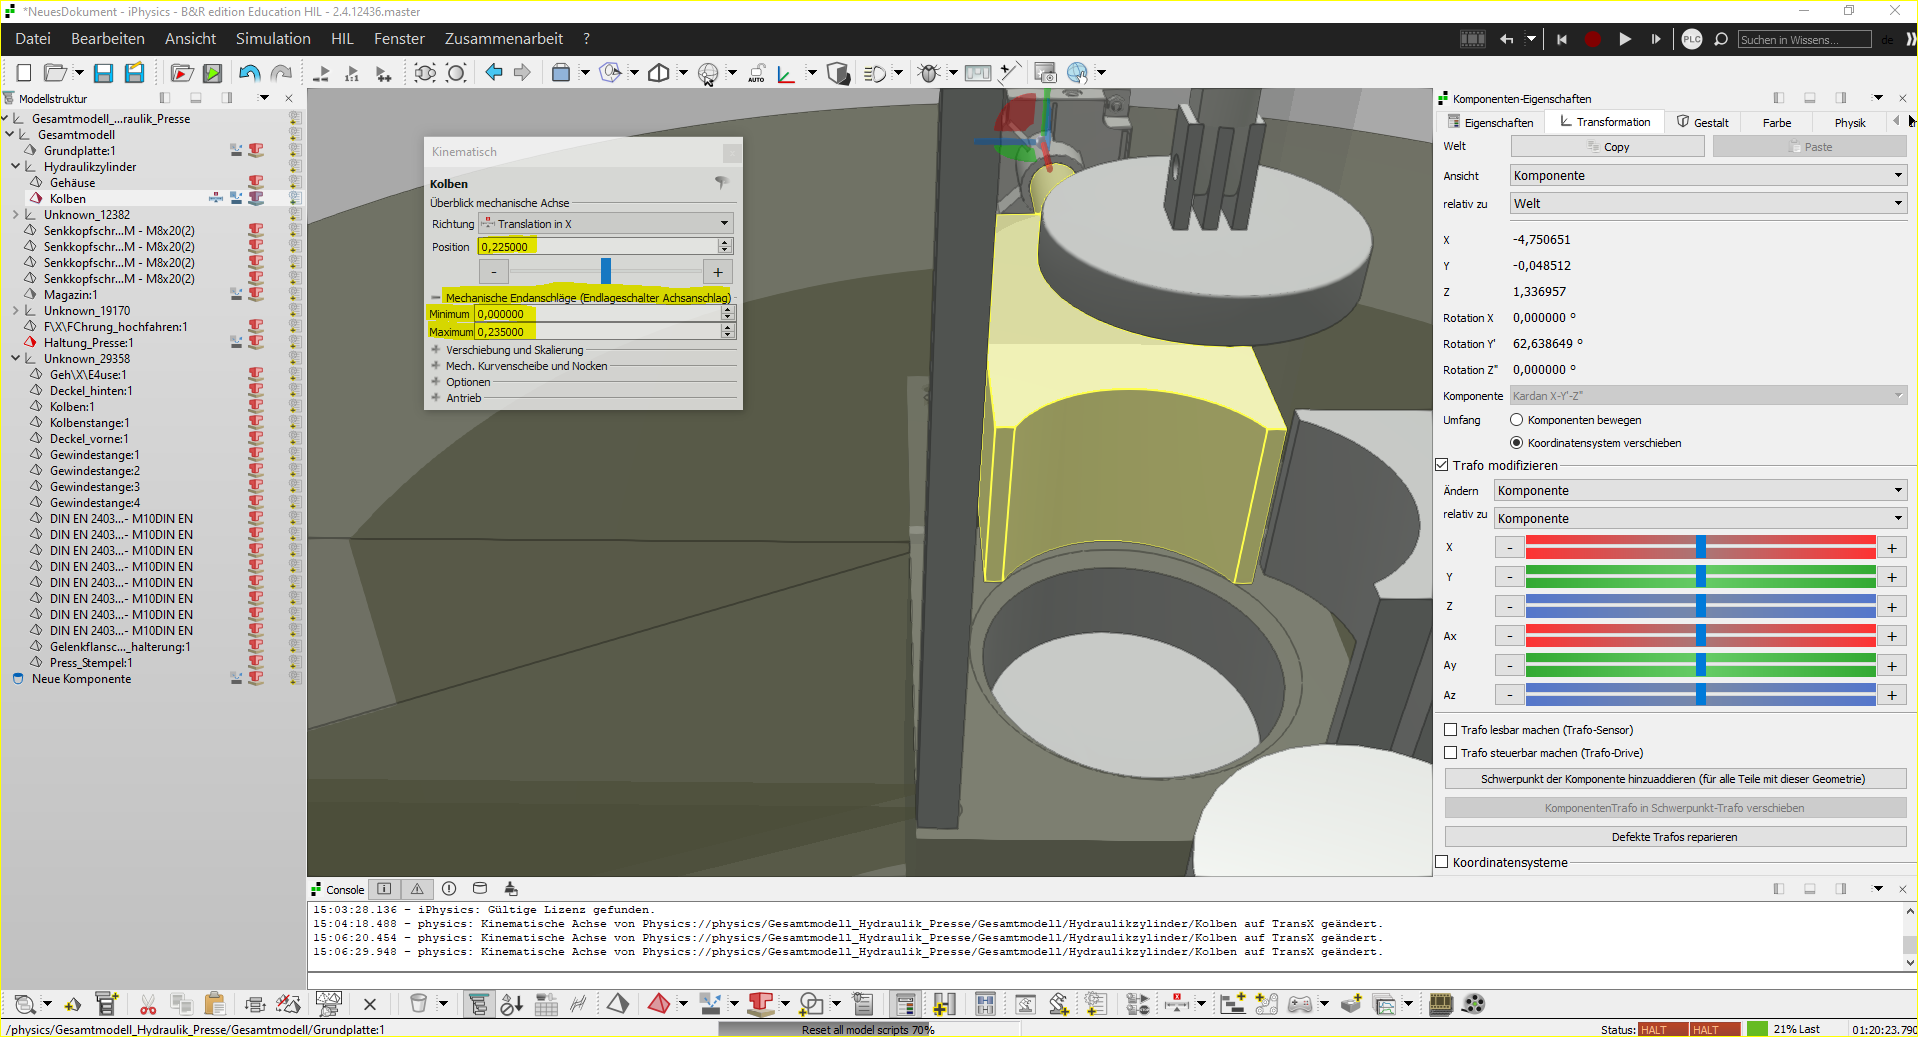 *NeuesDokument - iPhysics - B&R edition Education HIL - 2.4.12436.master
Datei Bearbeiten Ansicht Simulation HIL Fenster Zusammenarbeit ?
PLC
Suchen in Wissens...
de
1:1
AUTO
Modellstruktur
Gesamtmodell_...raulik_Presse
Gesamtmodell
Grundplatte:1
Hydraulikzylinder
Gehäuse
Kolben
Unknown_12382
Senkkopfschr...M - M8x20(2)
Senkkopfschr...M - M8x20(2)
Senkkopfschr...M - M8x20(2)
Senkkopfschr...M - M8x20(2)
Magazin:1
Unknown_19170
F\X\FChrung_hochfahren:1
Haltung_Presse:1
Unknown_29358
Geh\X\E4use:1
Deckel_hinten:1
Kolben:1
Kolbenstange:1
Deckel_vorne:1
Gewindestange:1
Gewindestange:2
Gewindestange:3
Gewindestange:4
DIN EN 2403...- M10DIN EN
DIN EN 2403...- M10DIN EN
DIN EN 2403...- M10DIN EN
DIN EN 2403...- M10DIN EN
DIN EN 2403...- M10DIN EN
DIN EN 2403...- M10DIN EN
DIN EN 2403...- M10DIN EN
DIN EN 2403...- M10DIN EN
Gelenkflansc..._halterung:1
Press_Stempel:1
Neue Komponente
Kinematisch
Kolben
Überblick mechanische Achse
Richtung Translation in X
Position 0,225000
- +
Mechanische Endanschläge (Endlageschalter Achsanschlag)
Minimum 0,000000
Maximum 0,235000
Verschiebung und Skalierung
Mech. Kurvenscheibe und Nocken
Optionen
Antrieb
Komponenten-Eigenschaften
Eigenschaften Transformation Gestalt Farbe Physik
Welt Copy Paste
Ansicht Komponente
relativ zu Welt
X -4,750651
Y -0,048512
Z 1,336957
Rotation X 0,000000 °
Rotation Y' 62,638649 °
Rotation Z" 0,000000 °
Komponente Kardan X-Y'-Z"
Umfang Komponenten bewegen
Koordinatensystem verschieben
Trafo modifizieren
Ändern Komponente
relativ zu Komponente
X - +
Y - +
Z - +
Ax - +
Ay - +
Az - +
Trafo lesbar machen (Trafo-Sensor)
Trafo steuerbar machen (Trafo-Drive)
Schwerpunkt der Komponente hinzuaddieren (für alle Teile mit dieser Geometrie)
KomponentenTrafo in Schwerpunkt-Trafo verschieben
Defekte Trafos reparieren
Koordinatensysteme
Console
15:03:28.136 - iPhysics: Gültige Lizenz gefunden.
15:04:18.488 - physics: Kinematische Achse von Physics://physics/Gesamtmodell_Hydraulik_Presse/Gesamtmodell/Hydraulikzylinder/Kolben auf TransX geändert.
15:06:20.454 - physics: Kinematische Achse von Physics://physics/Gesamtmodell_Hydraulik_Presse/Gesamtmodell/Hydraulikzylinder/Kolben auf TransX geändert.
15:06:29.948 - physics: Kinematische Achse von Physics://physics/Gesamtmodell_Hydraulik_Presse/Gesamtmodell/Hydraulikzylinder/Kolben auf TransX geändert.
/physics/Gesamtmodell_Hydraulik_Presse/Gesamtmodell/Grundplatte:1
Reset all model scripts 70%
Status: HALT HALT 21% Last 01:20:23.790